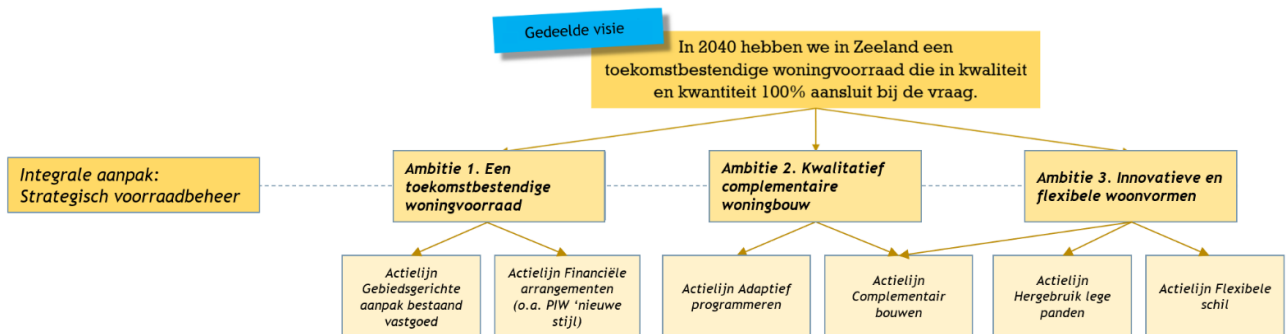 Gedeelde visie
In 2040 hebben we in Zeeland een
toekomstbestendige woningvoorraad die in kwaliteit
en kwantiteit 100% aansluit bij de vraag.
Integrale aanpak:
Strategisch voorraadbeheer
Ambitie 1. Een
toekomstbestendige
woningvoorraad
Ambitie 2. Kwalitatief
complementaire
woningbouw
Ambitie 3. Innovatieve en
flexibele woonvormen
Actielijn
Gebiedsgerichte
aanpak bestaand
vastgoed
Actielijn Financiële
arrangementen
(o.a. PIW ‘nieuwe
stijl)
Actielijn Adaptief
programmeren
Actielijn
Complementair
bouwen
Actielijn
Hergebruik lege
panden
Actielijn Flexibele
schil